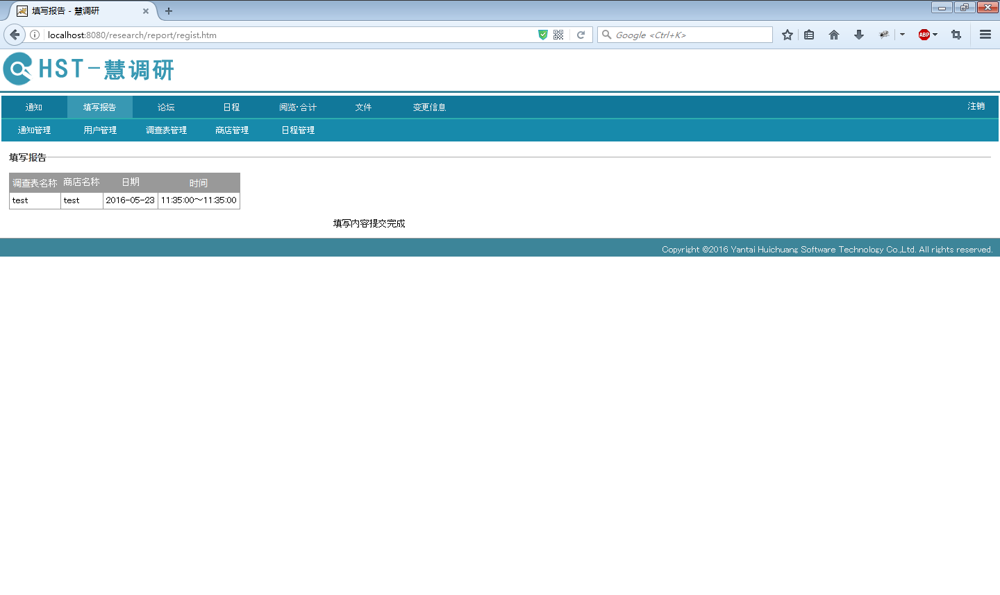 填写报告 - 慧调研
localhost:8080/research/report/regist.htm
Google <Ctrl+K>
ABP
HST-慧调研
通知 填写报告 论坛 日程 阅览·合计 文件 变更信息 注销
通知管理 用户管理 调查表管理 商店管理 日程管理
填写报告
调查表名称 商店名称 日期 时间
test test 2016-05-23 11:35:00～11:35:00
填写内容提交完成
Copyright ©2016 Yantai Huichuang Software Technology Co.,Ltd. All rights reserved.